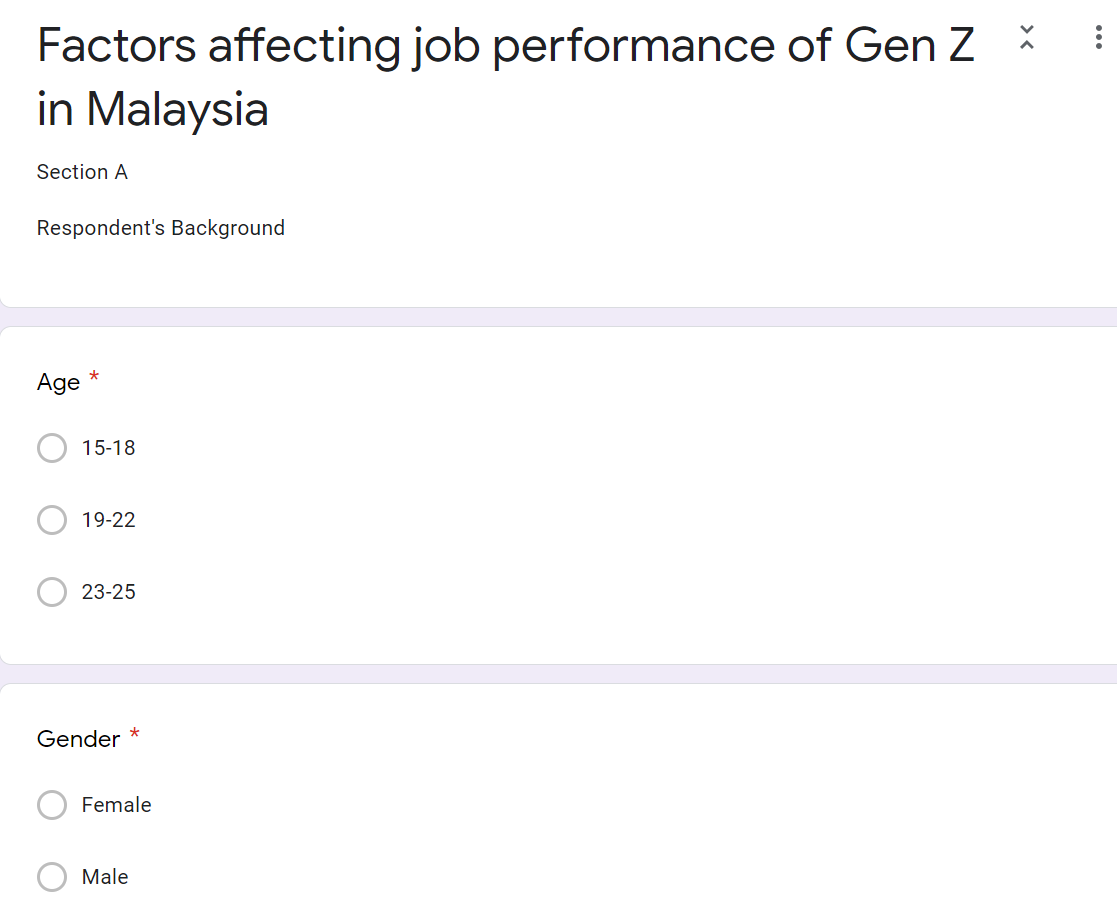 Factors affecting job performance of Gen Z
in Malaysia
Section A
Respondent's Background
Age *
15-18
19-22
23-25
Gender *
Female
Male